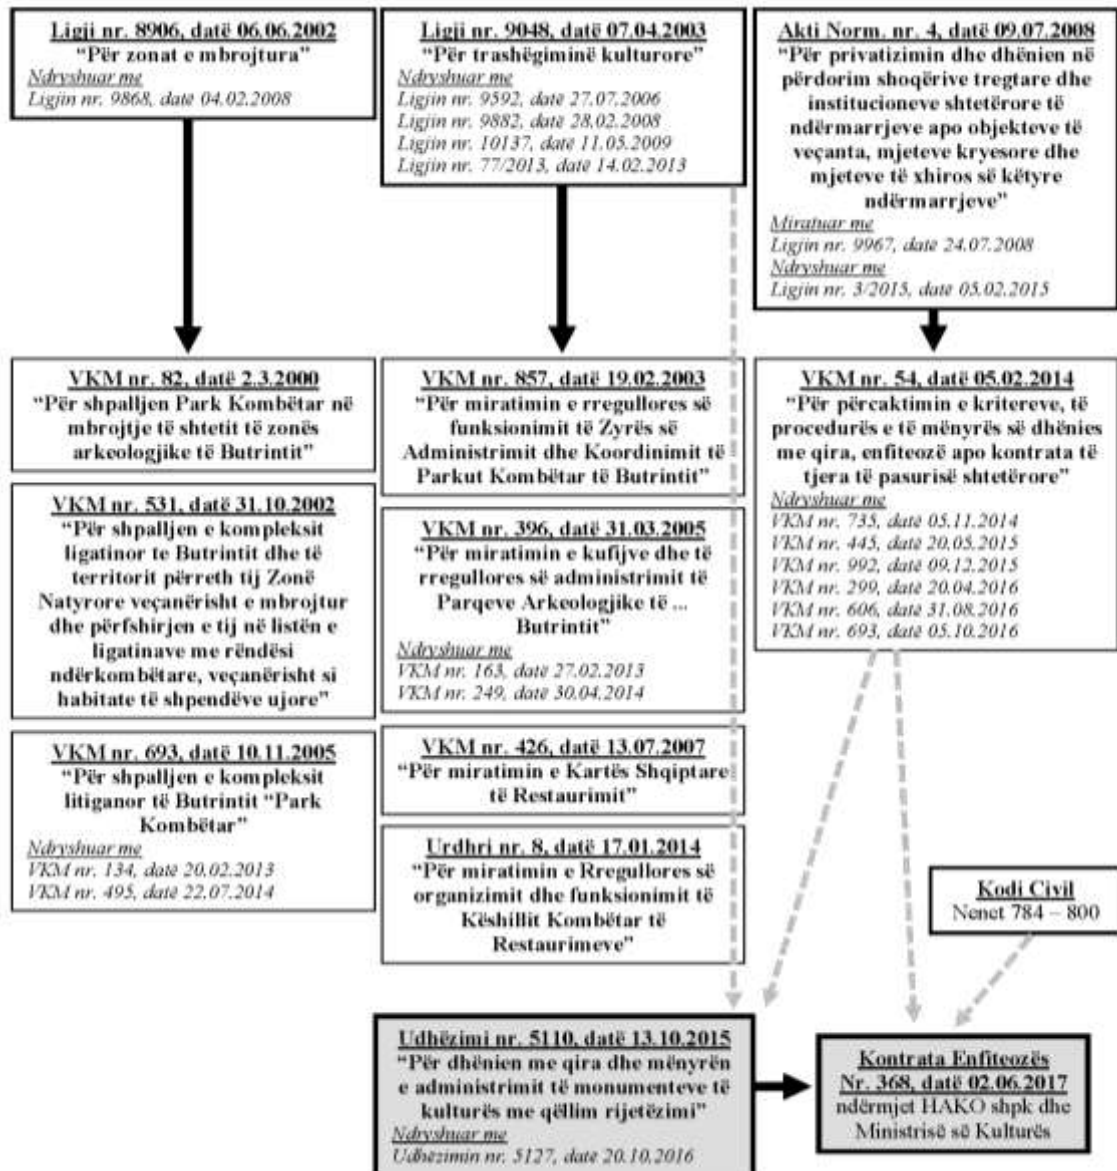 Ligji nr. 8906, datë 06.06.2002
“Për zonat e mbrojtura”
Ndryshuar me
Ligjin nr. 9868, datë 04.02.2008
Ligji nr. 9048, datë 07.04.2003
“Për trashëgiminë kulturore”
Ndryshuar me
Ligjin nr. 9592, datë 27.07.2006
Ligjin nr. 9882, datë 28.02.2008
Ligjin nr. 10137, datë 11.05.2009
Ligjin nr. 77/2013, datë 14.02.2013
Akti Norm. nr. 4, datë 09.07.2008
“Për privatizimin dhe dhënien në
përdorim shoqërive tregtare dhe
institucioneve shtetërore të
ndërmarrjeve apo objekteve të
veçanta, mjeteve kryesore dhe
mjeteve të xhiros së këtyre
ndërmarrjeve”
Miratuar me
Ligjin nr. 9967, datë 24.07.2008
Ndryshuar me
Ligjin nr. 3/2015, datë 05.02.2015
VKM nr. 82, datë 2.3.2000
“Për shpalljen Park Kombëtar në
mbrojtje të shtetit të zonës
arkeologjike të Butrintit”
VKM nr. 531, datë 31.10.2002
“Për shpalljen e kompleksit
ligatinor te Butrintit dhe të
territorit përreth tij Zonë
Natyrore veçanërisht e mbrojtur
dhe përfshirjen e tij në listën e
ligatinave me rëndësi
ndërkombëtare, veçanërisht si
habitate të shpendëve ujore”
VKM nr. 693, datë 10.11.2005
“Për shpalljen e kompleksit
litiganor të Butrintit “Park
Kombëtar”
Ndryshuar me
VKM nr. 134, datë 20.02.2013
VKM nr. 495, datë 22.07.2014
VKM nr. 857, datë 19.02.2003
“Për miratimin e rregullores së
funksionimit të Zyrës së
Administrimit dhe Koordinimit të
Parkut Kombëtar të Butrintit”
VKM nr. 396, datë 31.03.2005
“Për miratimin e kufijve dhe të
rregullores së administrimit të
Parqeve Arkeologjike të ...
Butrintit”
Ndryshuar me
VKM nr. 163, datë 27.02.2013
VKM nr. 249, datë 30.04.2014
VKM nr. 426, datë 13.07.2007
“Për miratimin e Kartës Shqiptare
të Restaurimit”
Urdhri nr. 8, datë 17.01.2014
“Për miratimin e Rregullores së
organizimit dhe funksionimit të
Këshillit Kombëtar të
Restaurimeve”
VKM nr. 54, datë 05.02.2014
“Për përcaktimin e kritereve, të
procedurës e të mënyrës së dhënies
me qira, enfiteozë apo kontrata të
tjera të pasurisë shtetërore”
Ndryshuar me
VKM nr. 735, datë 05.11.2014
VKM nr. 445, datë 20.05.2015
VKM nr. 992, datë 09.12.2015
VKM nr. 299, datë 20.04.2016
VKM nr. 606, datë 31.08.2016
VKM nr. 693, datë 05.10.2016
Kodi Civil
Nenet 784 – 800
Udhëzimi nr. 5110, datë 13.10.2015
“Për dhënien me qira dhe mënyrën
e administrimit të monumenteve të
kulturës me qëllim rijetëzimi”
Ndryshuar me
Udhëzimin nr. 5127, datë 20.10.2016
Kontrata Enfiteozës
Nr. 368, datë 02.06.2017
ndërmjet HAKO shpk dhe
Ministrisë së Kulturës